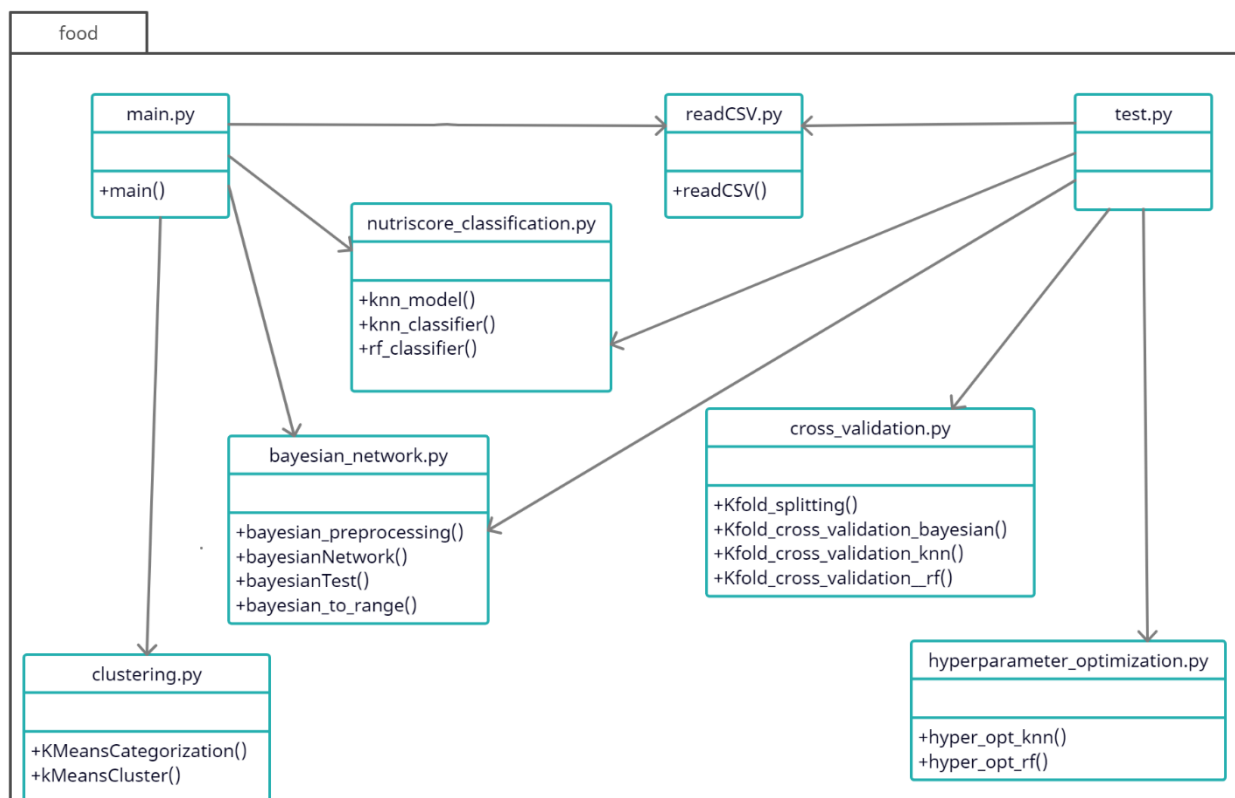 food
main.py
+main()
readCSV.py
+readCSV()
test.py
nutriscore_classification.py
+knn_model()
+knn_classifier()
+rf_classifier()
bayesian_network.py
+bayesian_preprocessing()
+bayesianNetwork()
+bayesianTest()
+bayesian_to_range()
cross_validation.py
+Kfold_splitting()
+Kfold_cross_validation_bayesian()
+Kfold_cross_validation_knn()
+Kfold_cross_validation__rf()
clustering.py
+KMeansCategorization()
+kMeansCluster()
hyperparameter_optimization.py
+hyper_opt_knn()
+hyper_opt_rf()